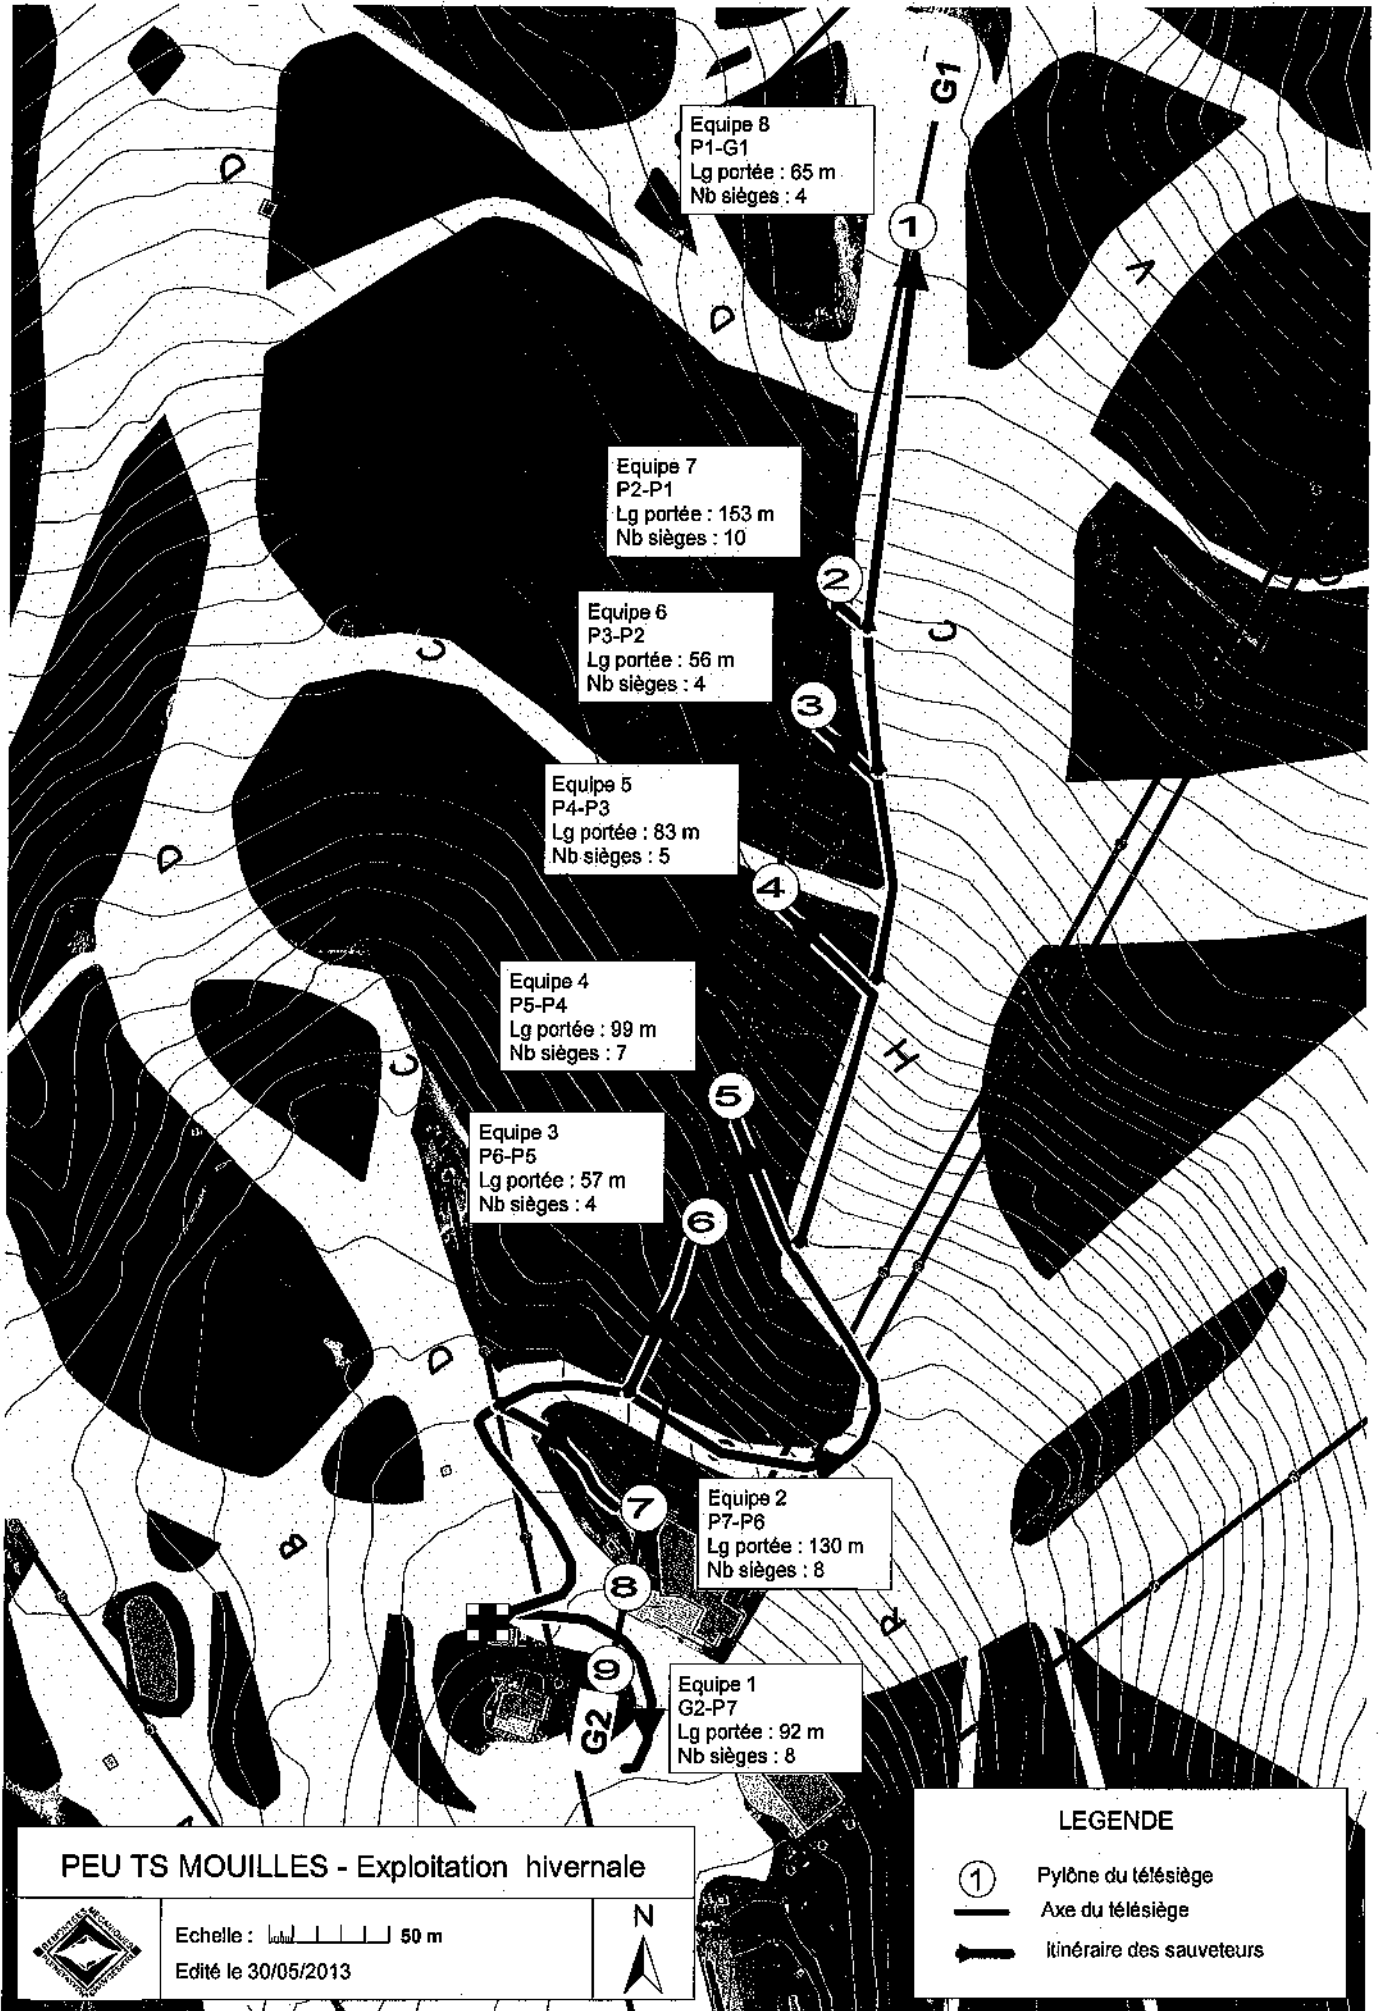 G1
Equipe 8
P1-G1
Lg portée : 65 m
Nb sièges : 4
D
1
A
D
Equipe 7
P2-P1
Lg portée : 153 m
Nb sièges : 10
2
Equipe 6
P3-P2
Lg portée : 56 m
Nb sièges : 4
C
C
3
Equipe 5
P4-P3
Lg portée : 83 m
Nb sièges : 5
D
4
Equipe 4
P5-P4
Lg portée : 99 m
Nb sièges : 7
H
C
5
Equipe 3
P6-P5
Lg portée : 57 m
Nb sièges : 4
6
D
7
Equipe 2
P7-P6
Lg portée : 130 m
Nb sièges : 8
B
8
R
9
G2
Equipe 1
G2-P7
Lg portée : 92 m
Nb sièges : 8
PEU TS MOUILLES - Exploitation hivernale
Echelle : 50 m
Edité le 30/05/2013
N
LEGENDE
1 Pylône du télésiège
Axe du télésiège
Itinéraire des sauveteurs